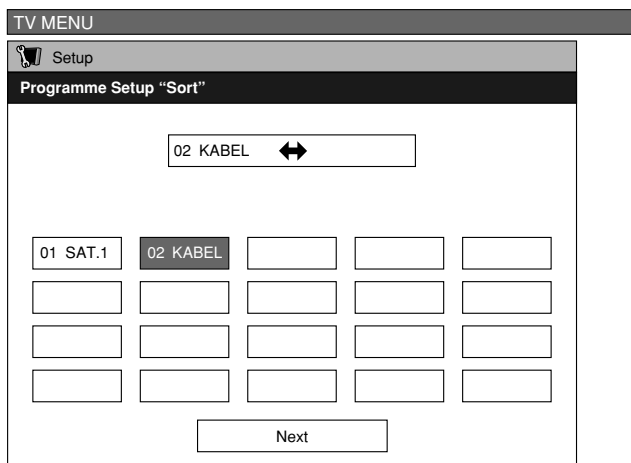 TV MENU
Setup
Programme Setup “Sort”
02 KABEL
01 SAT.1 02 KABEL
Next